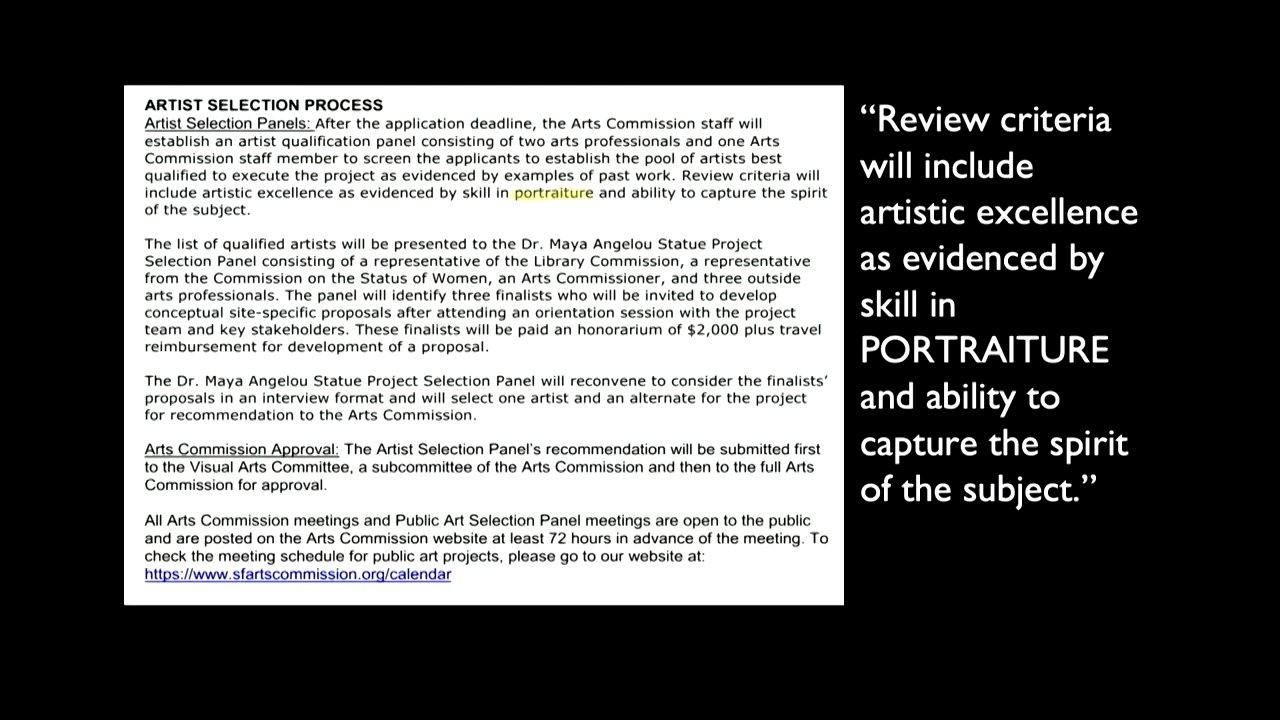 ARTIST SELECTION PROCESS
Artist Selection Panels: After the application deadline, the Arts Commission staff will
establish an artist qualification panel consisting of two arts professionals and one Arts
Commission staff member to screen the applicants to establish the pool of artists best
qualified to execute the project as evidenced by examples of past work. Review criteria will
include artistic excellence as evidenced by skill in portraiture and ability to capture the spirit
of the subject.
The list of qualified artists will be presented to the Dr. Maya Angelou Statue Project
Selection Panel consisting of a representative of the Library Commission, a representative
from the Commission on the Status of Women, an Arts Commissioner, and three outside
arts professionals. The panel will identify three finalists who will be invited to develop
conceptual site-specific proposals after attending an orientation session with the project
team and key stakeholders. These finalists will be paid an honorarium of $2,000 plus travel
reimbursement for development of a proposal.
The Dr. Maya Angelou Statue Project Selection Panel will reconvene to consider the finalists’
proposals in an interview format and will select one artist and an alternate for the project
for recommendation to the Arts Commission.
Arts Commission Approval: The Artist Selection Panel’s recommendation will be submitted first
to the Visual Arts Committee, a subcommittee of the Arts Commission and then to the full Arts
Commission for approval.
All Arts Commission meetings and Public Art Selection Panel meetings are open to the public
and are posted on the Arts Commission website at least 72 hours in advance of the meeting. To
check the meeting schedule for public art projects, please go to our website at:
https://www.sfartscommission.org/calendar
“Review criteria
will include
artistic excellence
as evidenced by
skill in
PORTRAITURE
and ability to
capture the spirit
of the subject.”